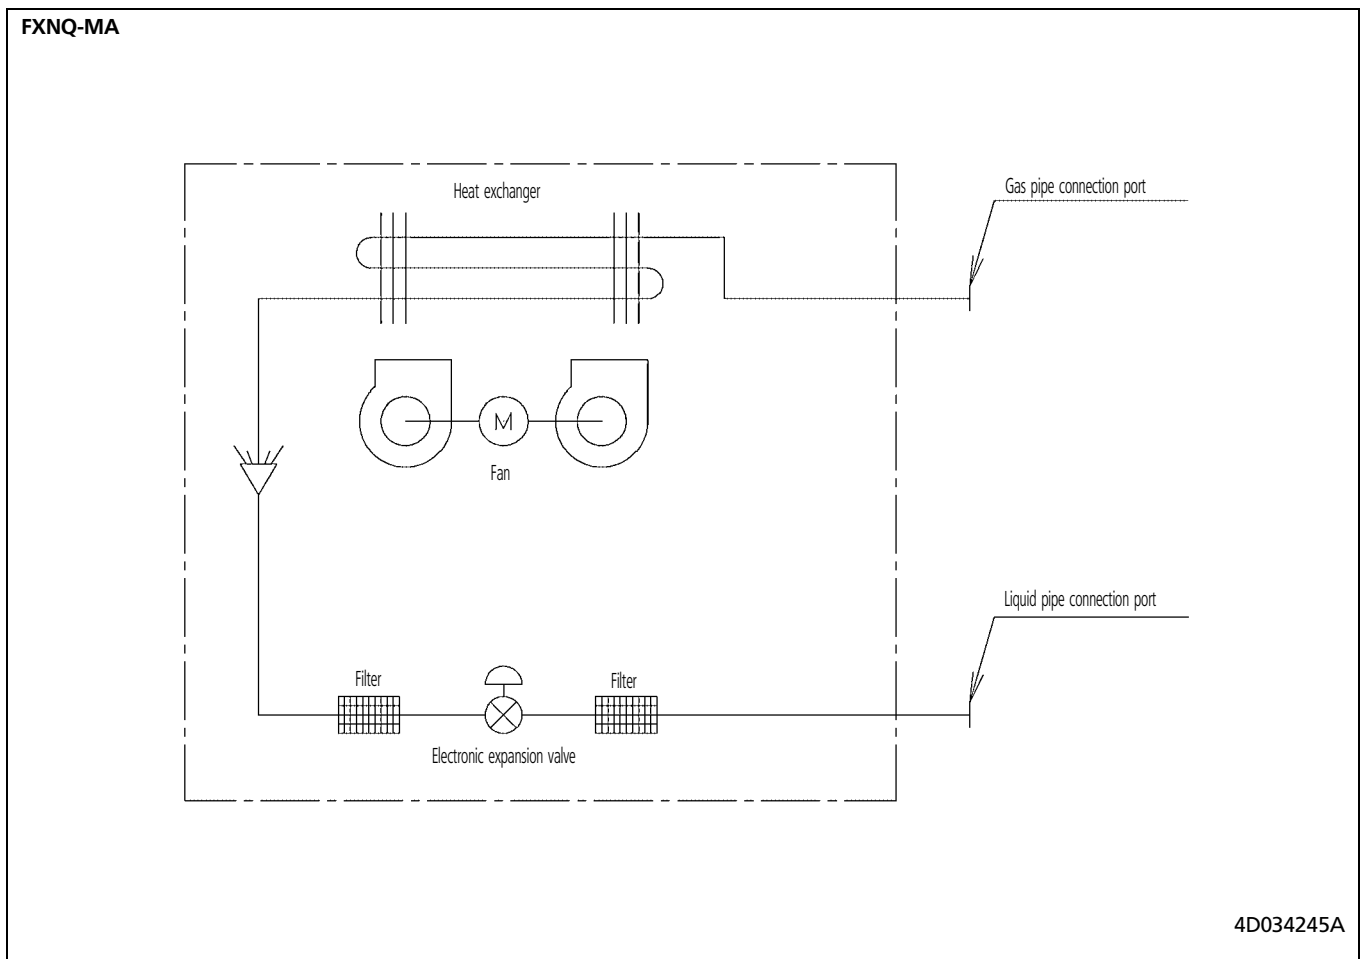 FXNQ-MA
Heat exchanger
Gas pipe connection port
M
Fan
Liquid pipe connection port
Filter
Filter
Electronic expansion valve
4D034245A